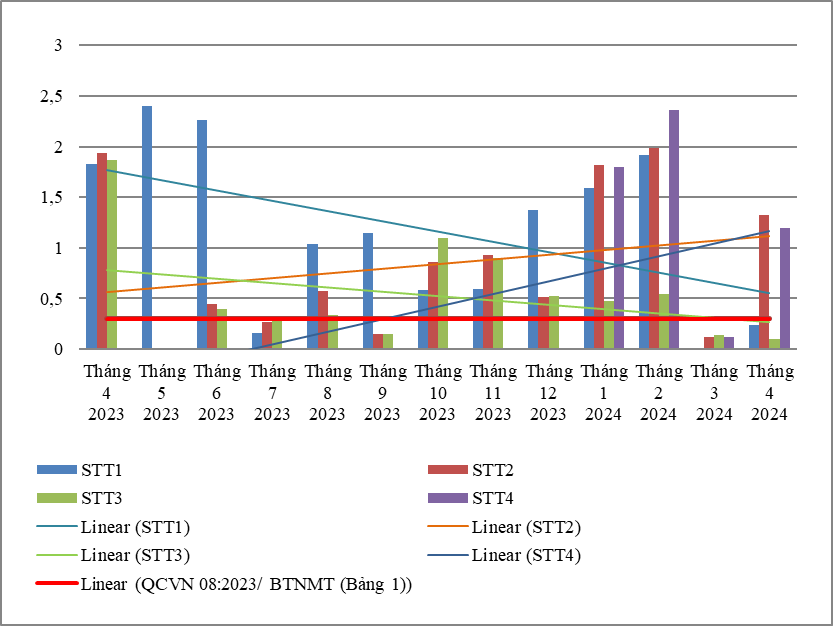 3
2,5
2
1,5
1
0,5
0
Tháng Tháng Tháng Tháng Tháng Tháng Tháng Tháng Tháng Tháng Tháng Tháng Tháng
4 5 6 7 8 9 10 11 12 1 2 3 4
2023 2023 2023 2023 2023 2023 2023 2023 2023 2024 2024 2024 2024
STT1 STT2
STT3 STT4
Linear (STT1) Linear (STT2)
Linear (STT3) Linear (STT4)
Linear (QCVN 08:2023/ BTNMT (Bảng 1))